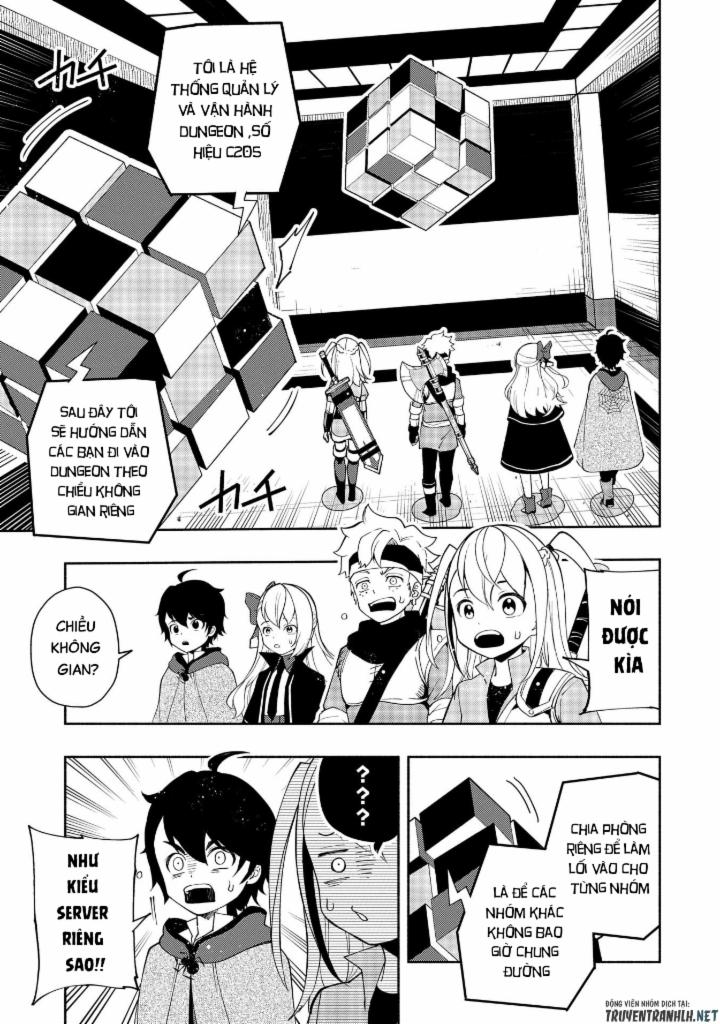 TÔI LÀ HỆ
THỐNG QUẢN LÝ
VÀ VẬN HÀNH
DUNGEON ,SỐ
HIỆU C205
カチ
SAU ĐÂY TÔI
SẼ HƯỚNG DẪN
CÁC BẠN ĐI VÀO
DUNGEON THEO
CHIỀU KHÔNG
GIAN RIÊNG
カチ
NÓI
ĐƯỢC
KÌA
CHIỀU
KHÔNG
GIAN?
CHIA PHÒNG
RIÊNG ĐỂ LÀM
LỐI VÀO CHO
TỪNG NHÓM
LÀ ĐỂ CÁC
NHÓM KHÁC
KHÔNG BAO
GIỜ CHUNG
ĐƯỜNG
???
NHƯ
KIỂU
SERVER
RIÊNG
SAO!!
ĐỘNG VIÊN NHÓM DỊCH TẠI:
TRUYENTRANHLH.NET